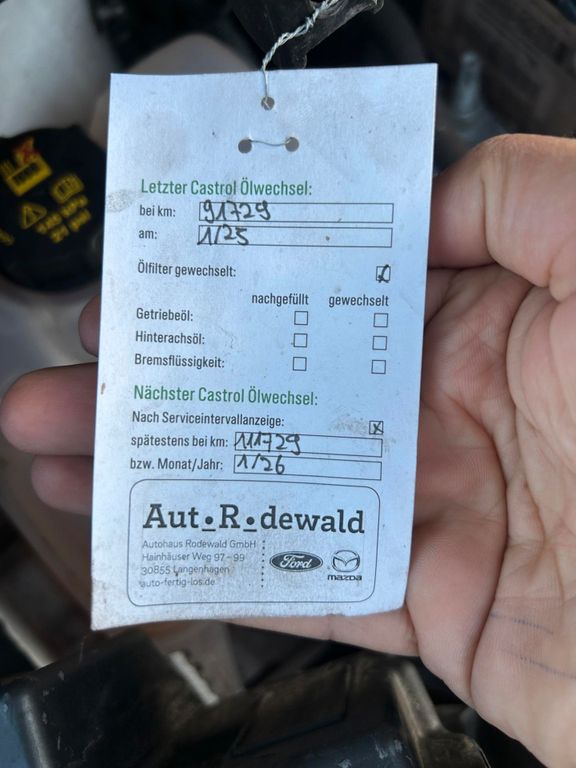 Letzter Castrol Ölwechsel:
bei km: 91729
am: 1/25
Ölfilter gewechselt:
nachgefüllt gewechselt
Getriebeöl:
Hinterachsöl:
Bremsflüssigkeit:
Nächster Castrol Ölwechsel:
Nach Serviceintervallanzeige:
spätestens bei km: 111729
bzw. Monat/Jahr: 1/26
Aut.R.dewald
Autohaus Rodewald GmbH
Hainhäuser Weg 97 – 99
30855 Langenhagen
auto-fertig-los.de
Ford
mazda